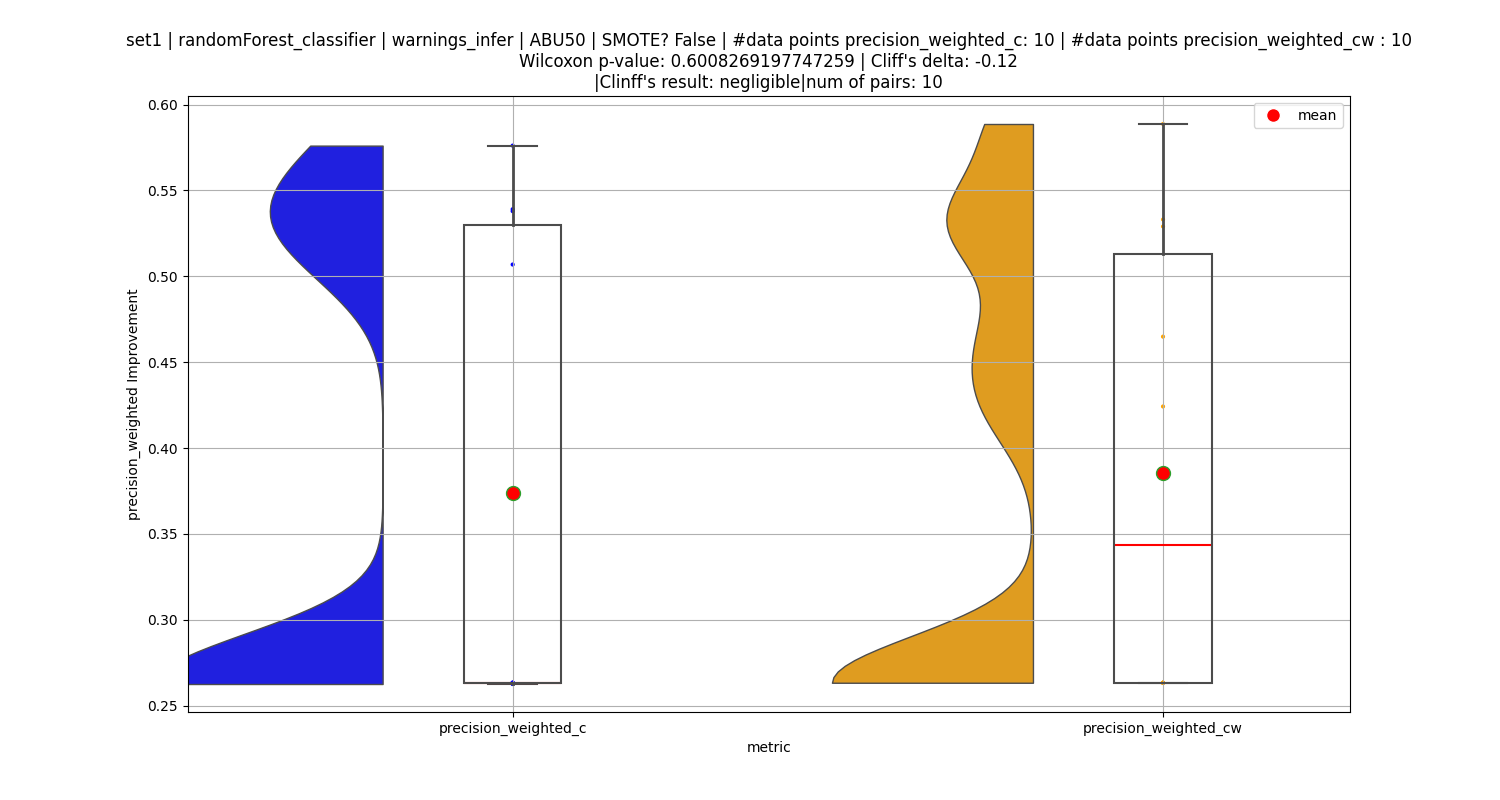 set1 | randomForest_classifier | warnings_infer | ABU50 | SMOTE? False | #data points precision_weighted_c: 10 | #data points precision_weighted_cw : 10
Wilcoxon p-value: 0.6008269197747259 | Cliff's delta: -0.12
|Clinff's result: negligible|num of pairs: 10
mean
precision_weighted Improvement
0.60
0.55
0.50
0.45
0.40
0.35
0.30
0.25
precision_weighted_c
precision_weighted_cw
metric